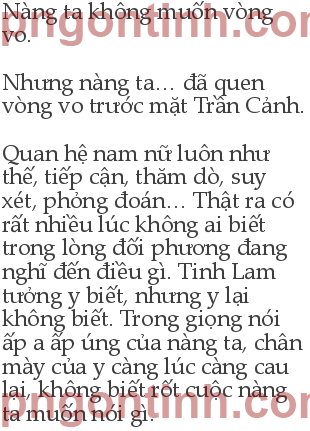 Nàng ta không muốn vòng
vo.
Nhưng nàng ta... đã quen
vòng vo trước mặt Trần Cảnh.
Quan hệ nam nữ luôn như
thế, tiếp cận, thăm dò, suy
xét, phỏng đoán... Thật ra có
rất nhiều lúc không ai biết
trong lòng đối phương đang
nghĩ đến điều gì. Tinh Lam
tưởng y biết, nhưng y lại
không biết. Trong giọng nói
ấp a ấp úng của nàng ta, chân
mày của y càng lúc càng cau
lại, không biết rốt cuộc nàng
ta muốn nói gì.
pngontinh.com
pngontinh.com